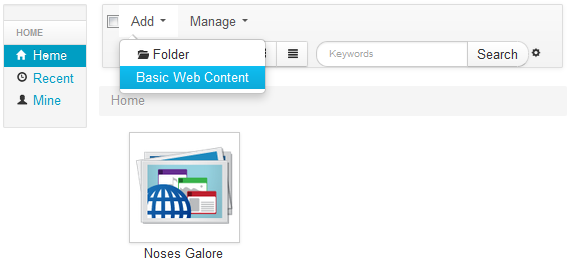 HOME
Home
Recent
Mine
Add Manage
Folder
Basic Web Content
Keywords Search
Home
Noses Galore